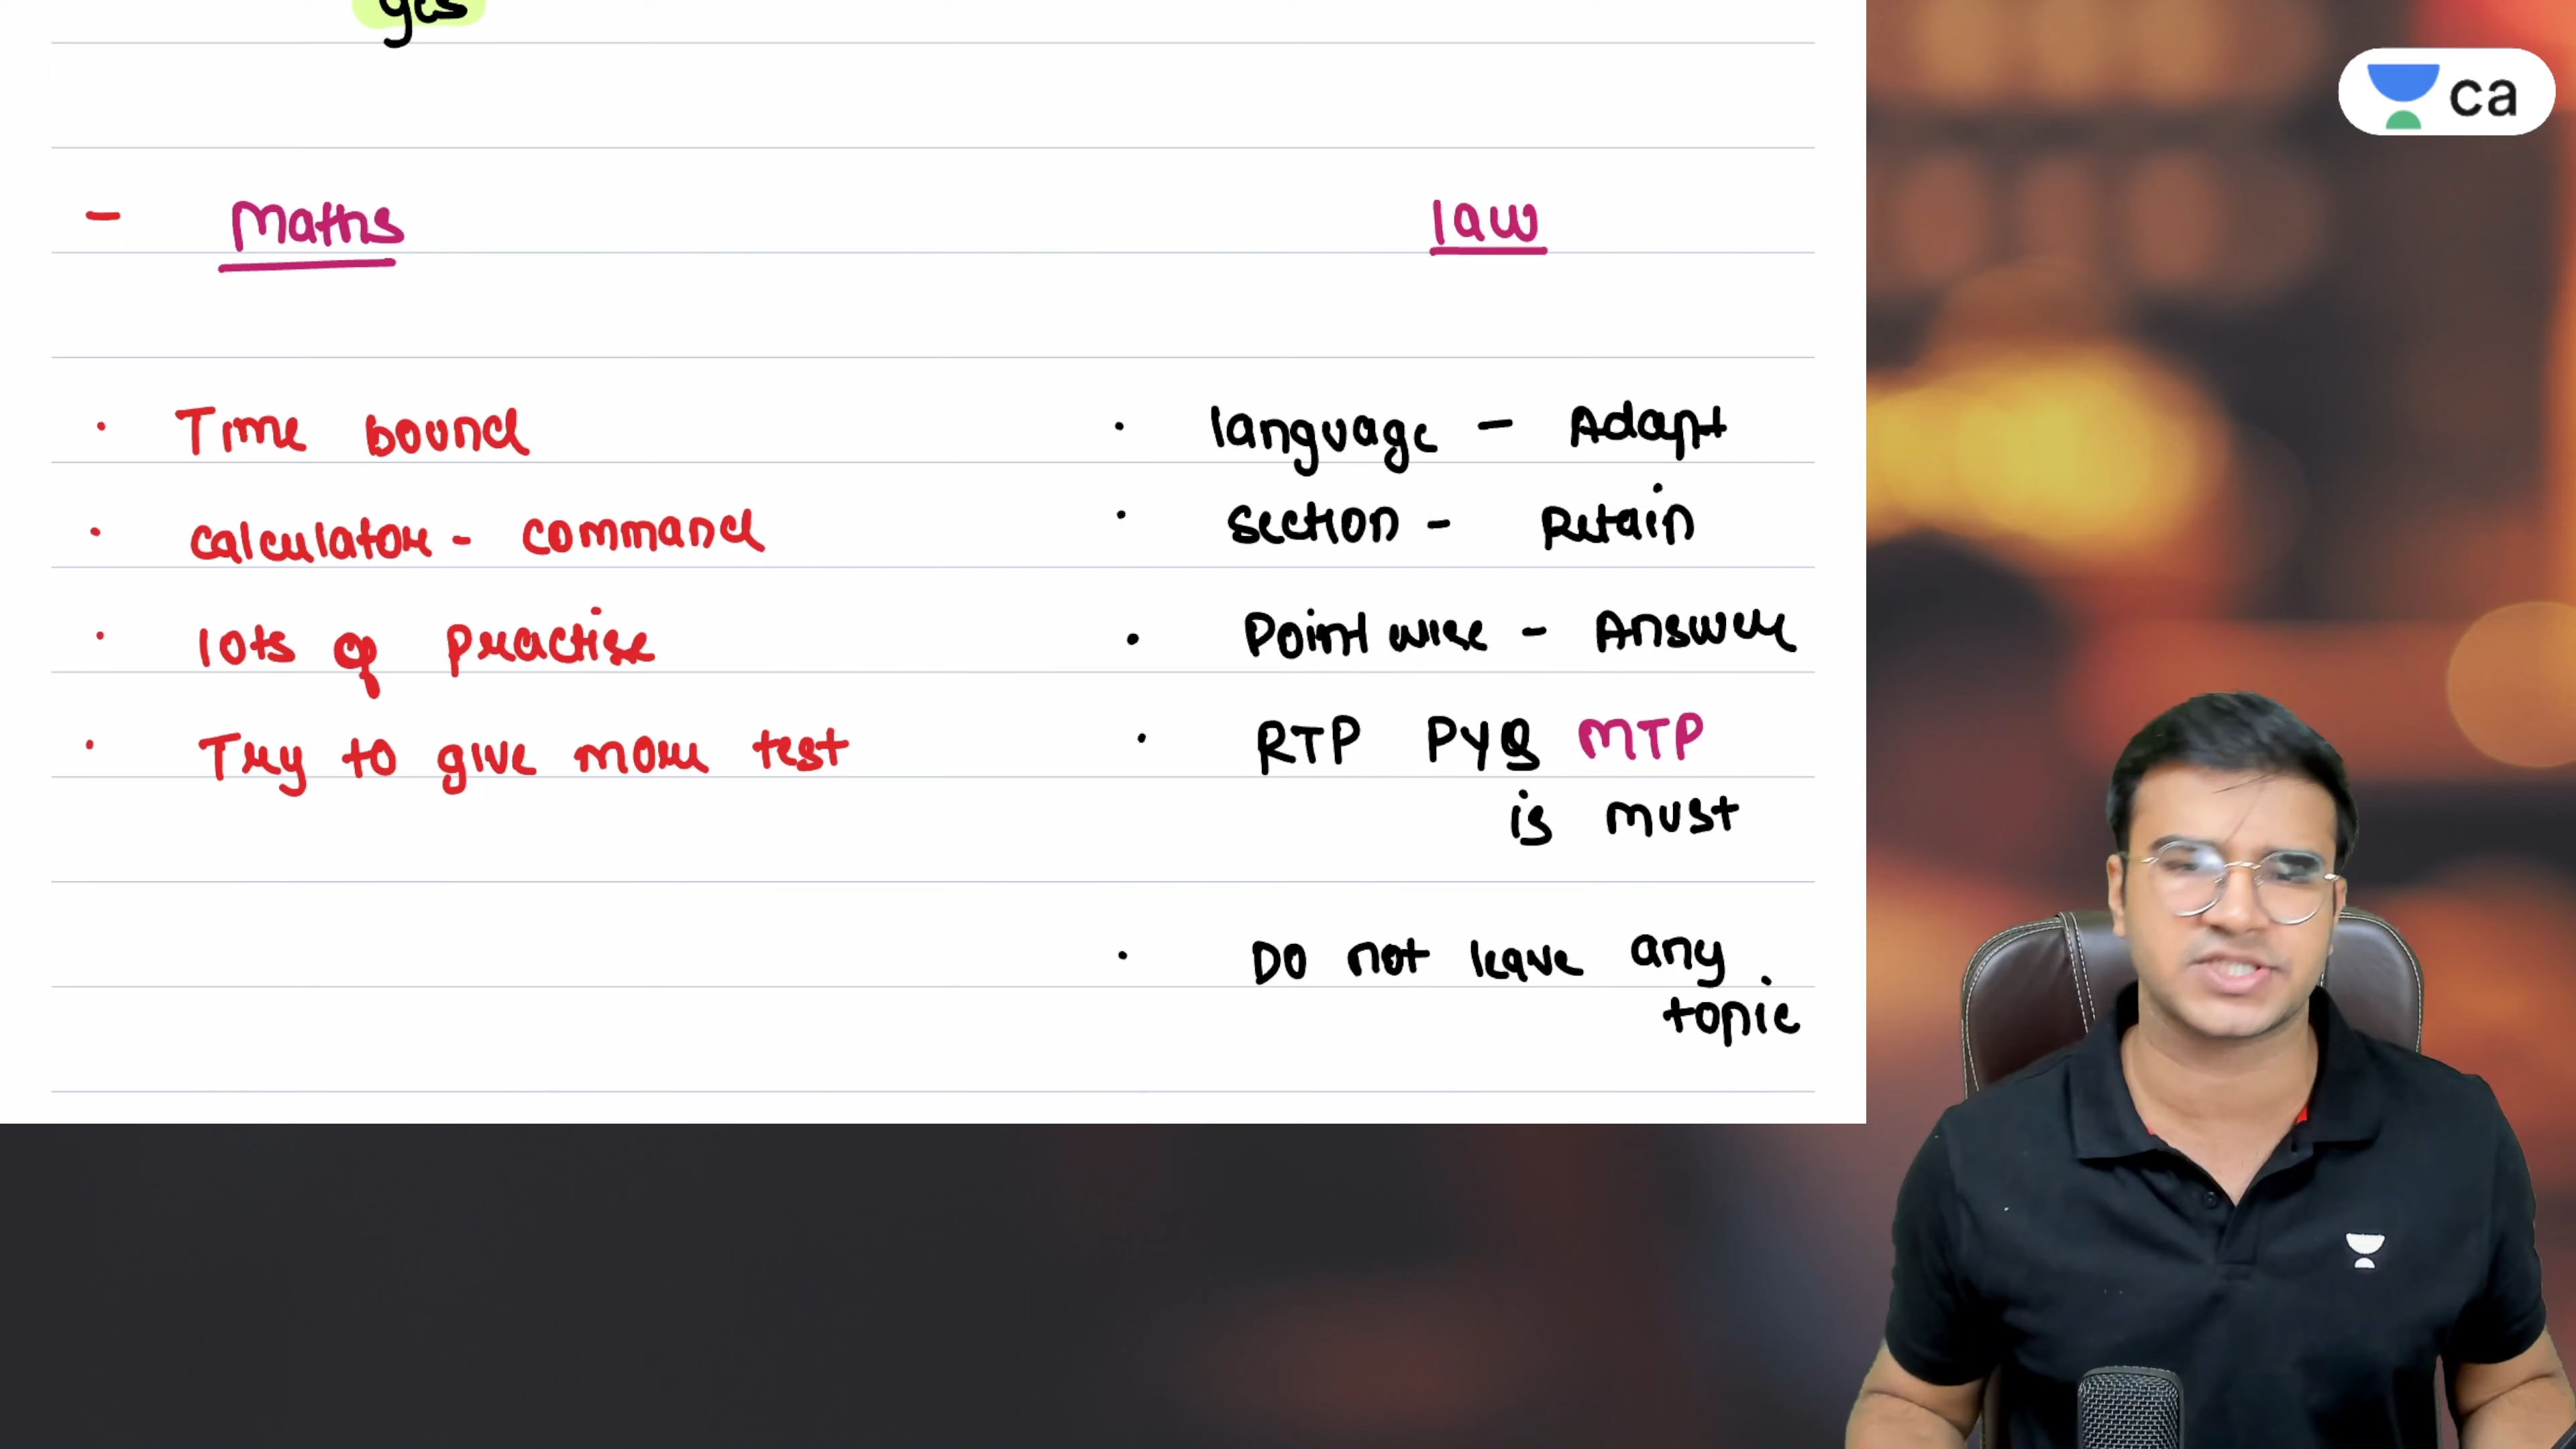 yes
ca
- Maths
law
· Time bound
· calculator - command
· lots of practise
· Try to give more test
· language - Adapt
· section - Retain
· Point wise - Answer
· RTP PYQ MTP
is must
· Do not leave any
topic